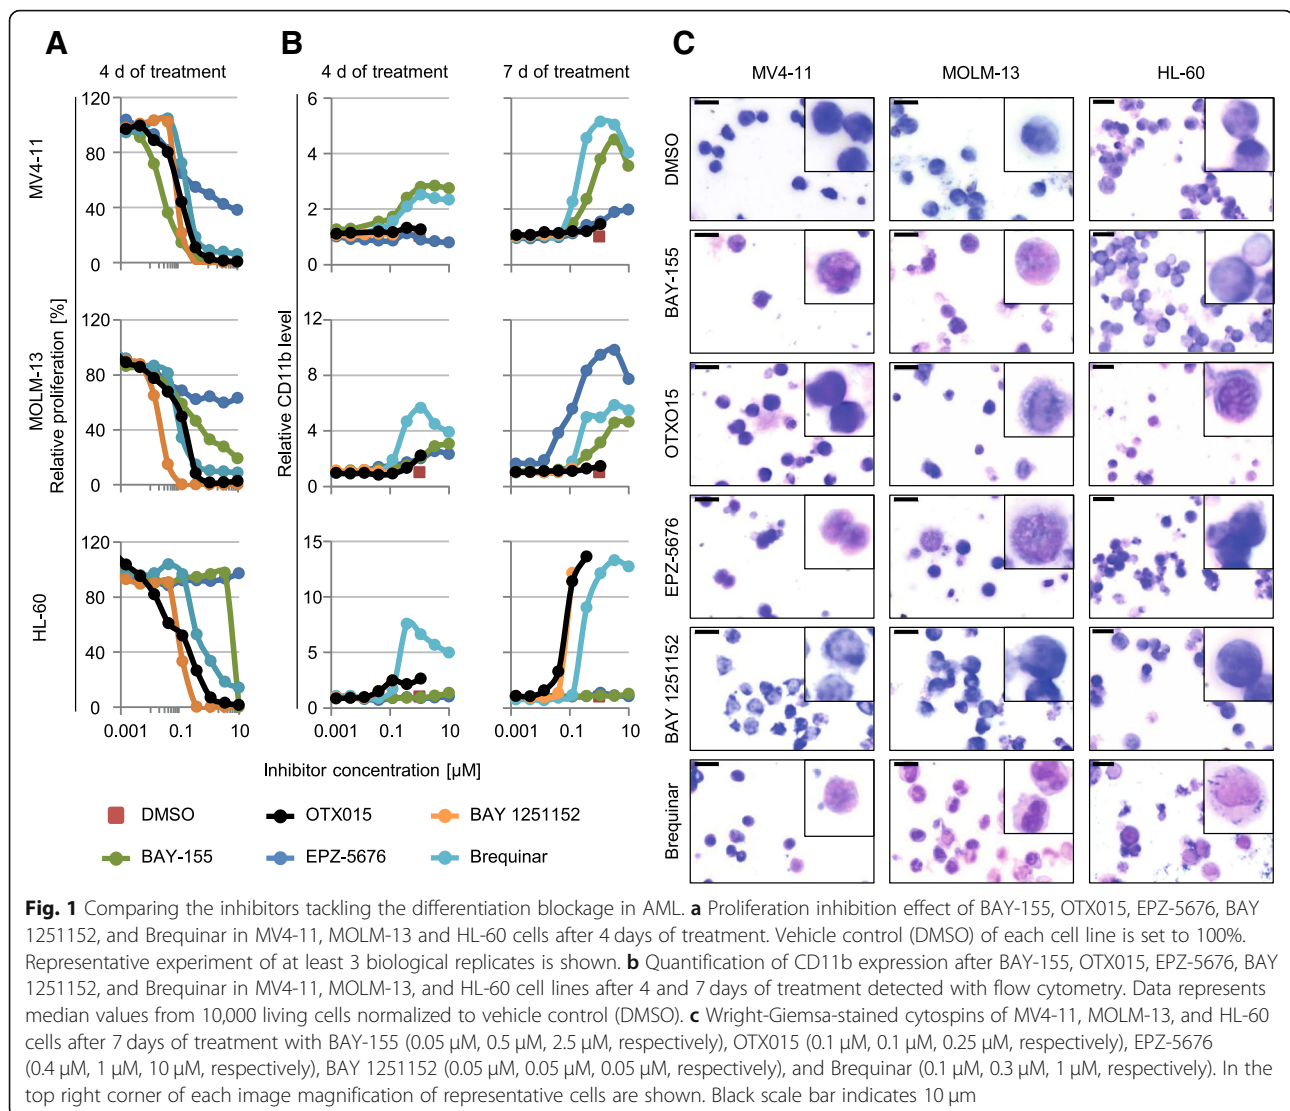 A
B
C
4 d of treatment
4 d of treatment
7 d of treatment
MV4-11
MOLM-13
HL-60
MV4-11
120
80
40
0
6
4
2
0
MOLM-13
Relative proliferation [%]
120
80
40
0
Relative CD11b level
12
8
4
0
HL-60
120
80
40
0
15
10
5
0
0.001
0.1
10
0.001
0.1
10
0.001
0.1
10
Inhibitor concentration [µM]
DMSO
OTX015
BAY 1251152
BAY-155
EPZ-5676
Brequinar
DMSO
BAY-155
OTXO15
EPZ-5676
BAY 1251152
Brequinar
Fig. 1 Comparing the inhibitors tackling the differentiation blockage in AML. a Proliferation inhibition effect of BAY-155, OTX015, EPZ-5676, BAY
1251152, and Brequinar in MV4-11, MOLM-13 and HL-60 cells after 4 days of treatment. Vehicle control (DMSO) of each cell line is set to 100%.
Representative experiment of at least 3 biological replicates is shown. b Quantification of CD11b expression after BAY-155, OTX015, EPZ-5676, BAY
1251152, and Brequinar in MV4-11, MOLM-13, and HL-60 cell lines after 4 and 7 days of treatment detected with flow cytometry. Data represents
median values from 10,000 living cells normalized to vehicle control (DMSO). c Wright-Giemsa-stained cytospins of MV4-11, MOLM-13, and HL-60
cells after 7 days of treatment with BAY-155 (0.05 µM, 0.5 µM, 2.5 µM, respectively), OTX015 (0.1 µM, 0.1 µM, 0.25 µM, respectively), EPZ-5676
(0.4 µM, 1 µM, 10 µM, respectively), BAY 1251152 (0.05 µM, 0.05 µM, 0.05 µM, respectively), and Brequinar (0.1 µM, 0.3 µM, 1 µM, respectively). In the
top right corner of each image magnification of representative cells are shown. Black scale bar indicates 10 µm